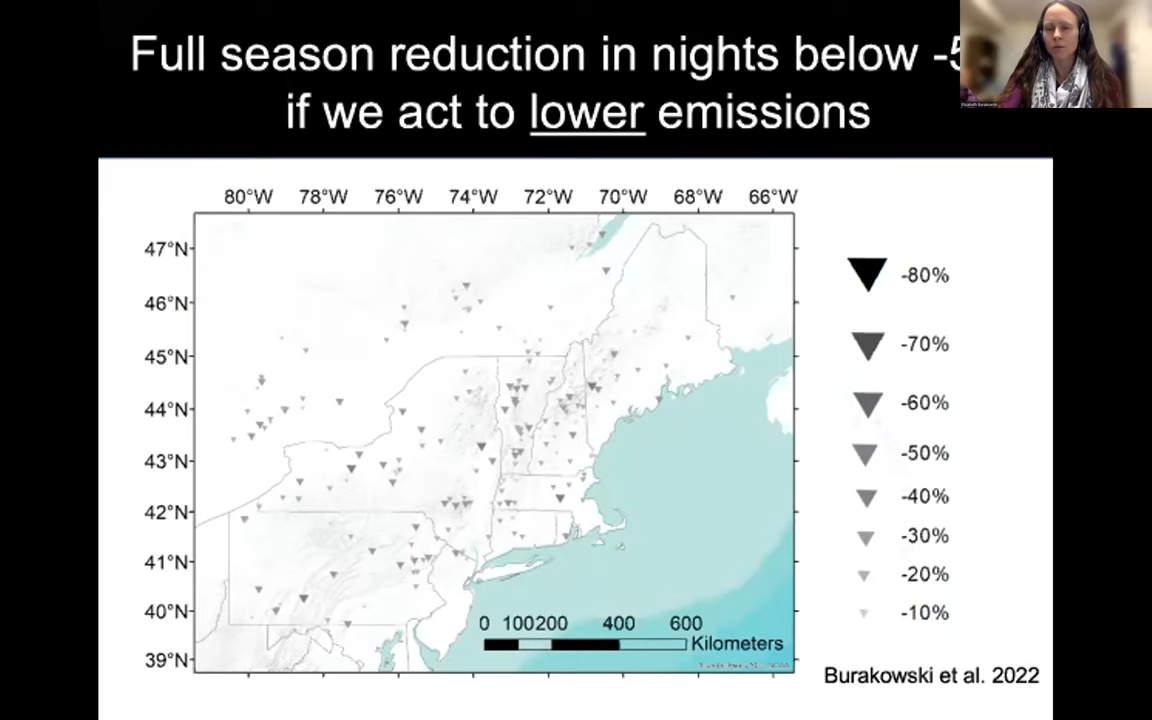 Full season reduction in nights below
if we act to lower emissions
80°W 78°W 76°W 74°W 72°W 70°W 68°W 66°W
47°N
46°N
45°N
44°N
43°N
42°N
41°N
40°N
39°N
-80%
-70%
-60%
-50%
-40%
-30%
-20%
-10%
0 100 200 400 600
Kilometers
Burakowski et al. 2022